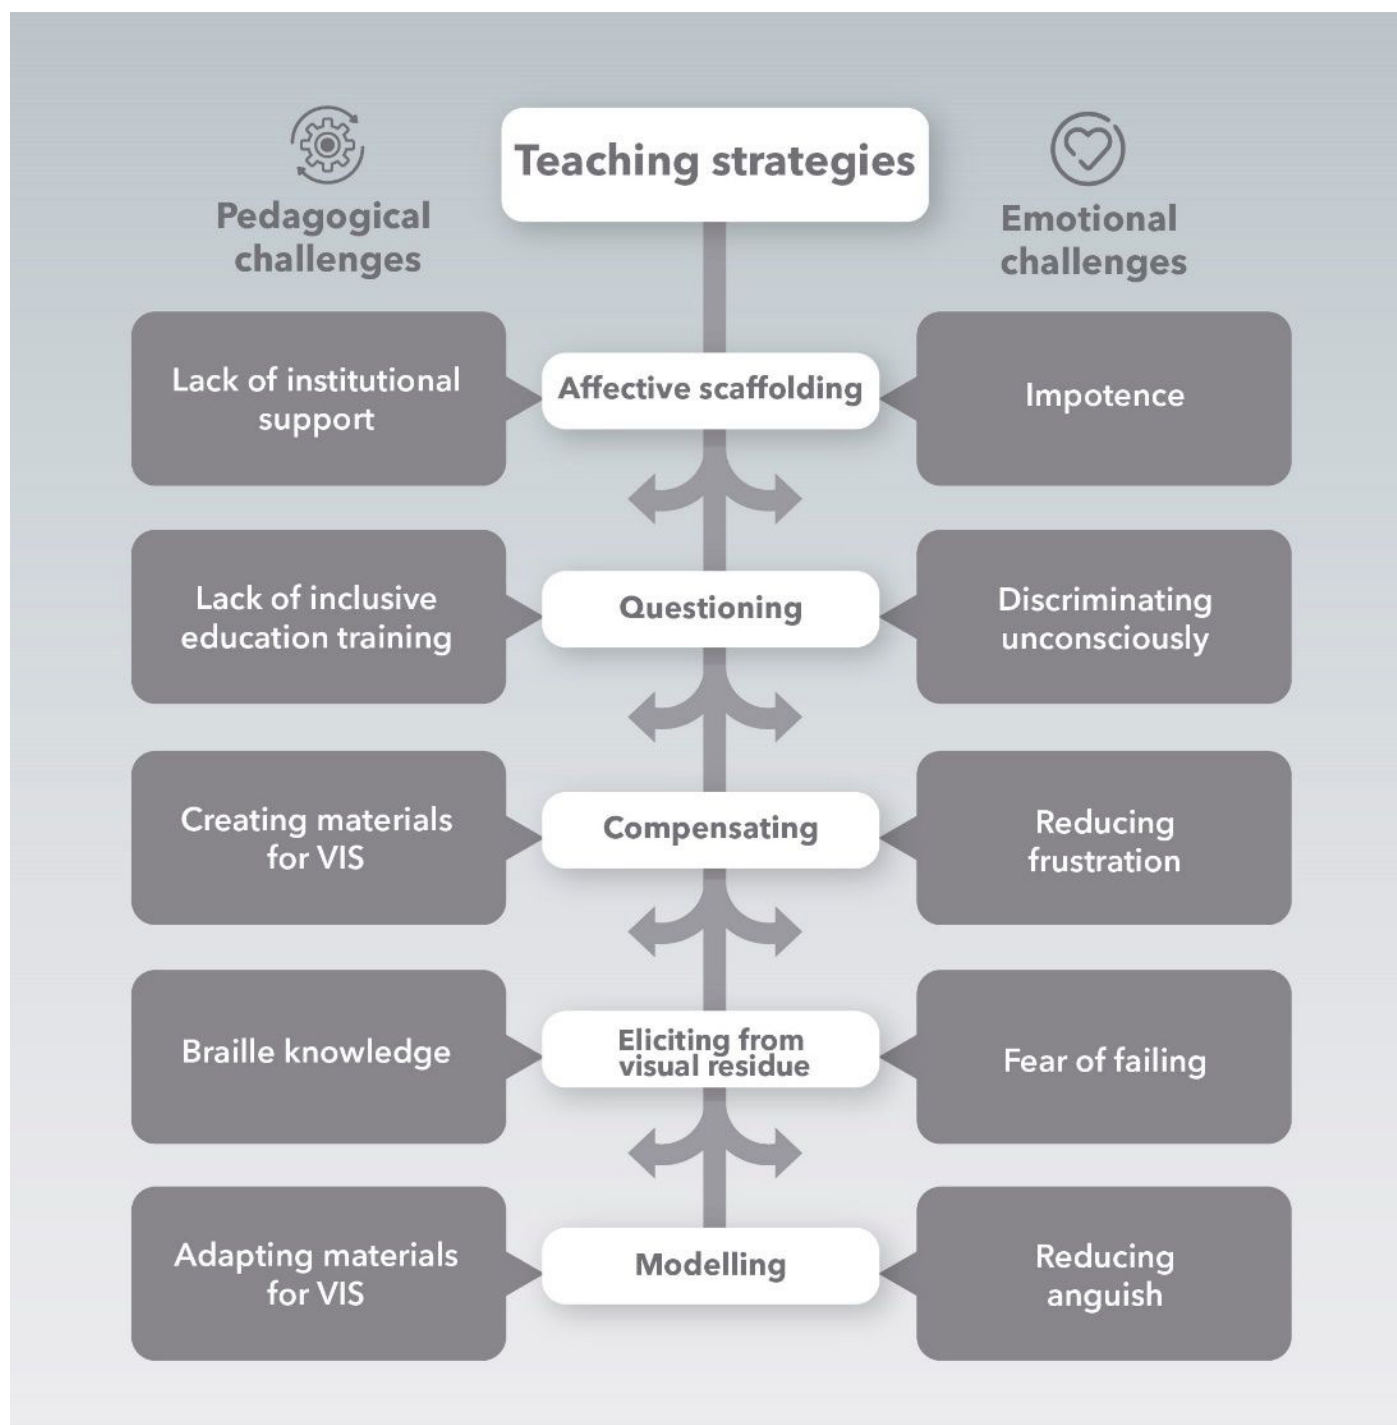 Teaching strategies
Pedagogical
challenges
Emotional
challenges
Lack of institutional
support
Affective scaffolding
Impotence
Lack of inclusive
education training
Questioning
Discriminating
unconsciously
Creating materials
for VIS
Compensating
Reducing
frustration
Braille knowledge
Eliciting from
visual residue
Fear of failing
Adapting materials
for VIS
Modelling
Reducing
anguish